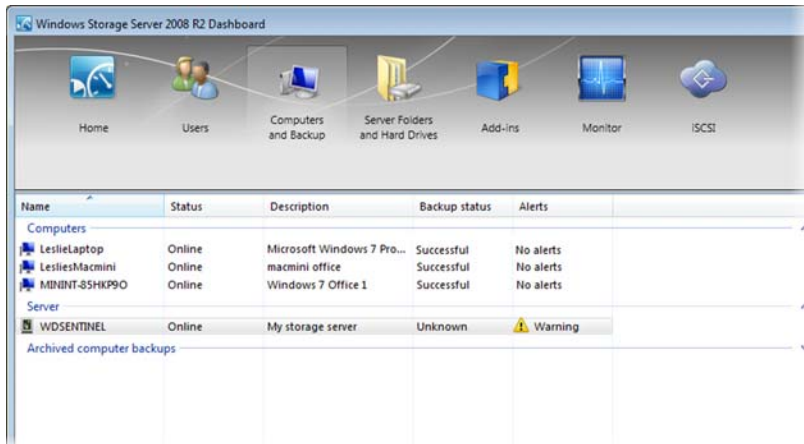 Windows Storage Server 2008 R2 Dashboard
Home Users Computers and Backup Server Folders and Hard Drives Add-ins Monitor iSCSI
Name Status Description Backup status Alerts
Computers
LeslieLaptop Online Microsoft Windows 7 Pro... Successful No alerts
LesliesMacmini Online macmini office Successful No alerts
MININT-85HKP9O Online Windows 7 Office 1 Successful No alerts
Server
WDSENTINEL Online My storage server Unknown Warning
Archived computer backups